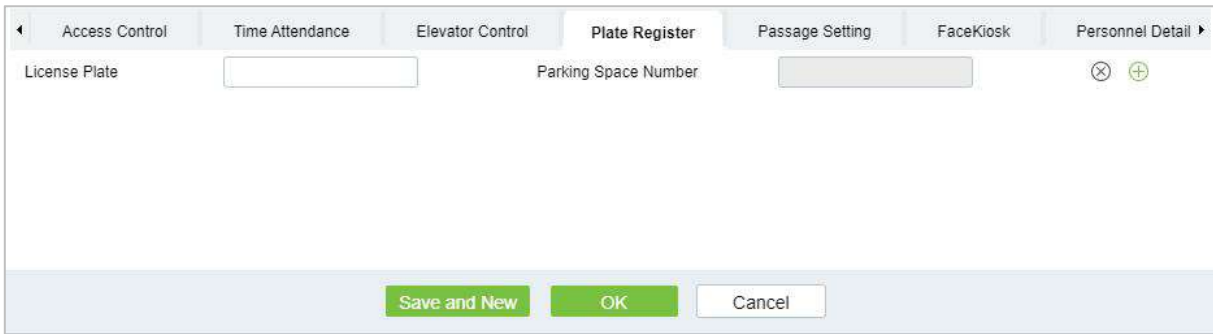 Access Control Time Attendance Elevator Control Plate Register Passage Setting FaceKiosk Personnel Detail
License Plate Parking Space Number
Save and New OK Cancel